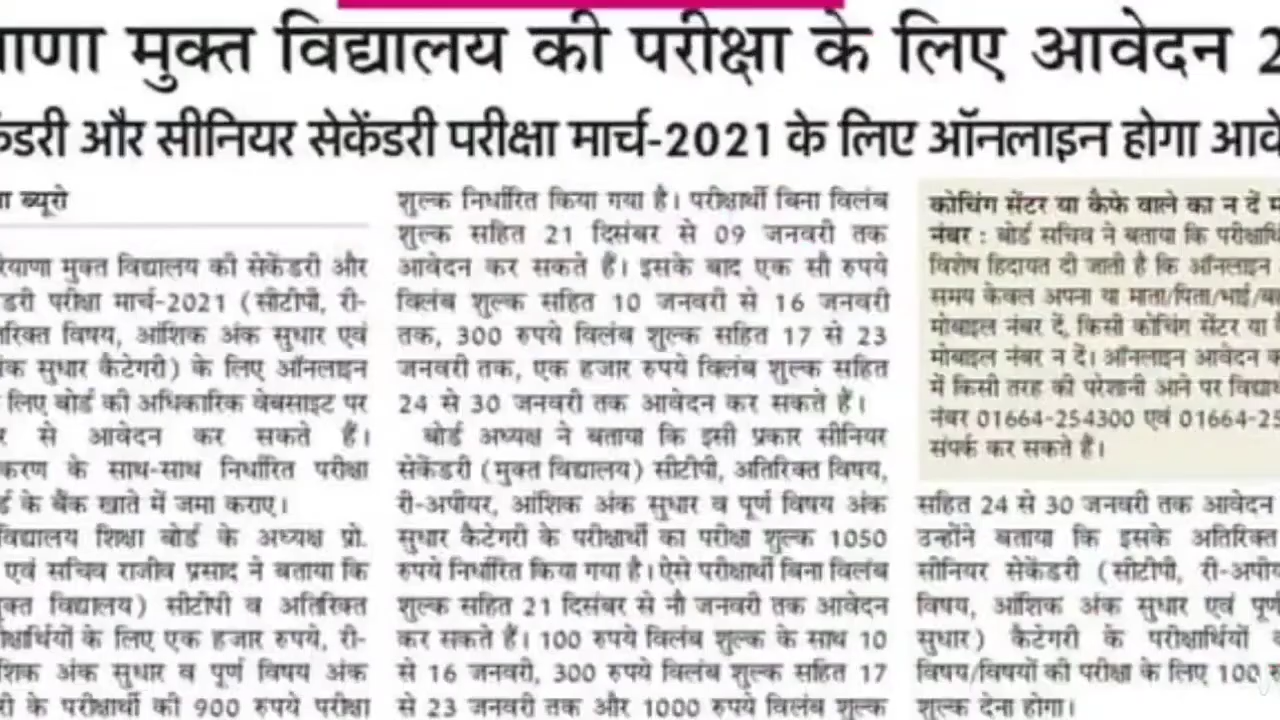 मुक्त विद्यालय की परीक्षा के लिए आवेदन
और सीनियर सेकेंडरी परीक्षा मार्च-2021 के लिए ऑनलाइन होगा
ब्यूरो
मुक्त विद्यालय की सेकेंडरी और
परीक्षा मार्च-2021 (सीटीपी, री-
विषय, आंशिक अंक सुधार एवं
सुधार कैटेगरी) के लिए ऑनलाइन
लिए बोर्ड की अधिकारिक वेबसाइट पर
से आवेदन कर सकते हैं।
के साथ-साथ निर्धारित परीक्षा
के बैंक खाते में जमा कराए।
शिक्षा बोर्ड के अध्यक्ष प्रो.
एवं सचिव राजीव प्रसाद ने बताया कि
विद्यालय) सीटीपी व अतिरिक्त
के लिए एक हजार रुपये, री-
अंक सुधार व पूर्ण विषय अंक
के परीक्षार्थी की 900 रुपये परीक्षा
शुल्क निर्धारित किया गया है। परीक्षार्थी बिना विलंब
शुल्क सहित 21 दिसंबर से 09 जनवरी तक
आवेदन कर सकते हैं। इसके बाद एक सौ रुपये
विलंब शुल्क सहित 10 जनवरी से 16 जनवरी
तक, 300 रुपये विलंब शुल्क सहित 17 से 23
जनवरी तक, एक हजार रुपये विलंब शुल्क सहित
24 से 30 जनवरी तक आवेदन कर सकते हैं।
बोर्ड अध्यक्ष ने बताया कि इसी प्रकार सीनियर
सेकेंडरी (मुक्त विद्यालय) सीटीपी, अतिरिक्त विषय,
री-अपीयर, आंशिक अंक सुधार व पूर्ण विषय अंक
सुधार कैटेगरी के परीक्षार्थी का परीक्षा शुल्क 1050
रुपये निर्धारित किया गया है। ऐसे परीक्षार्थी बिना विलंब
शुल्क सहित 21 दिसंबर से नौ जनवरी तक आवेदन
कर सकते हैं। 100 रुपये विलंब शुल्क के साथ 10
से 16 जनवरी, 300 रुपये विलंब शुल्क सहित 17
से 23 जनवरी तक और 1000 रुपये विलंब शुल्क
कोचिंग सेंटर या कैफे वाले का न दें
नंबर : बोर्ड सचिव ने बताया कि
विशेष हिदायत दी जाती है कि ऑनलाइन
समय केवल अपना या माता/पिता/भाई/
मोबाइल नंबर दें, किसी कोचिंग सेंटर या
मोबाइल नंबर न दें। ऑनलाइन आवेदन
में किसी तरह की परेशानी आने पर
नंबर 01664-254300 एवं 01664-25
संपर्क कर सकते हैं।
सहित 24 से 30 जनवरी तक आवेदन
उन्होंने बताया कि इसके अतिरिक्त
सीनियर सेकेंडरी (सीटीपी,
विषय, आंशिक अंक सुधार एवं पूर्ण
सुधार) कैटेगरी के परीक्षार्थियों
विषय/विषयों की परीक्षा के लिए 100
शुल्क देना होगा।